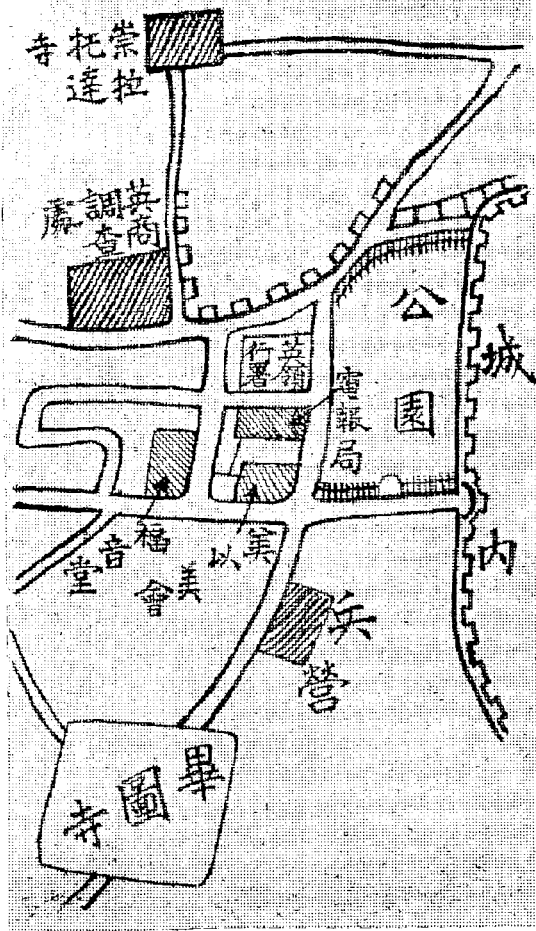 崇拉托達寺
英商調查處
英領行署
電報局
公園
城內
福音堂
美以美會
兵營
畢圖寺